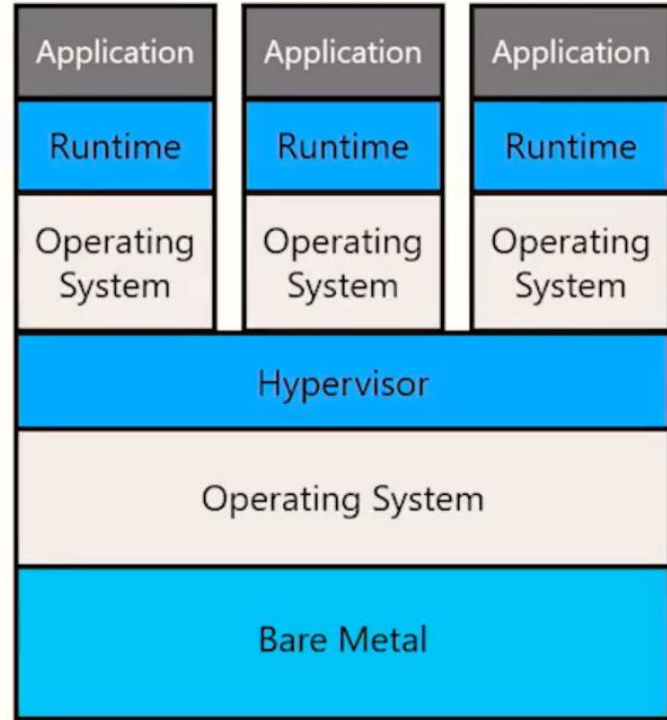 Application Application Application
Runtime Runtime Runtime
Operating Operating Operating
System System System
Hypervisor
Operating System
Bare Metal